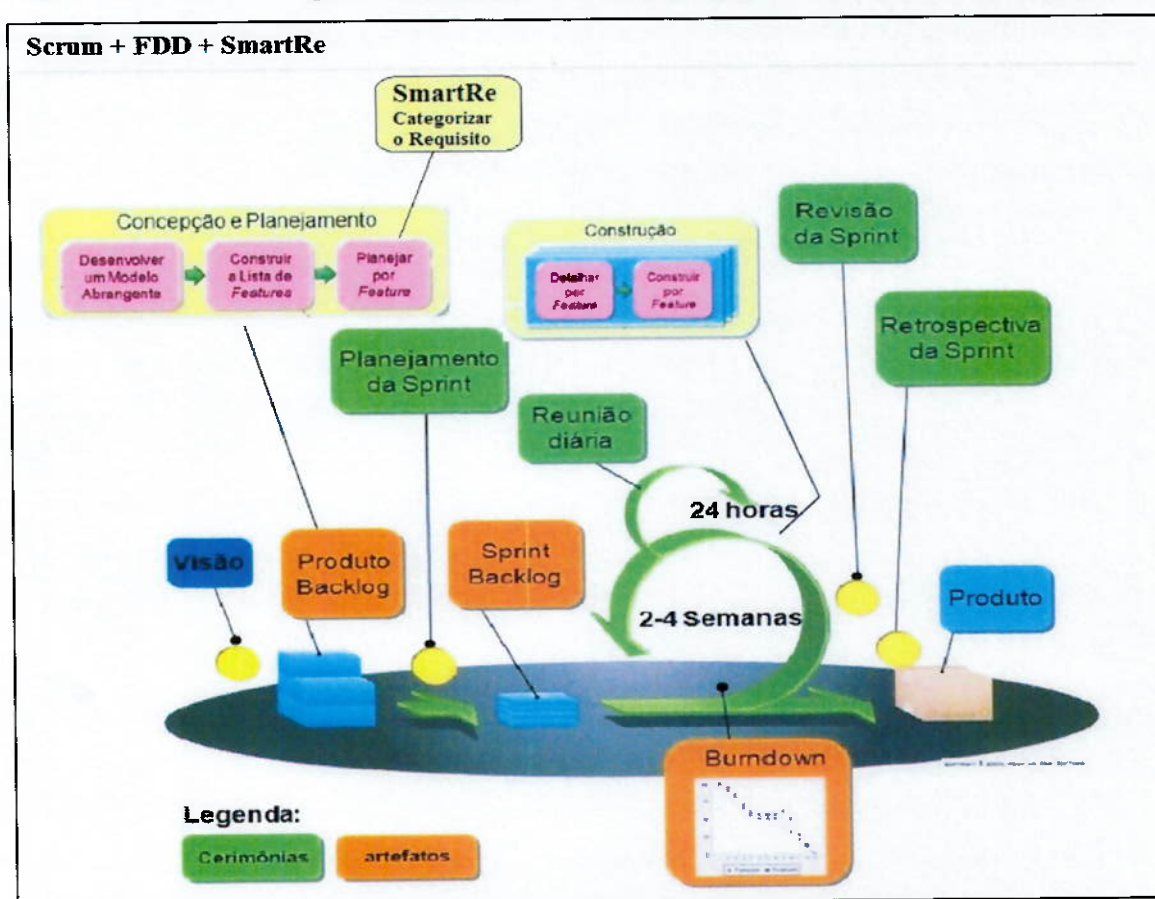 Scrum + FDD + SmartRe
SmartRe
Categorizar
o Requisito
Concepção e Planejamento
Desenvolver
um Modelo
Abrangente
Construir
a Lista de
Features
Planejar
por
Feature
Construção
Detalhar
por
Feature
Construir
por
Feature
Revisão
da Sprint
Planejamento
da Sprint
Retrospectiva
da Sprint
Reunião
diária
24 horas
Visão
Produto
Backlog
Sprint
Backlog
2-4 Semanas
Produto
Burndown
Legenda:
Cerimônias
artefatos